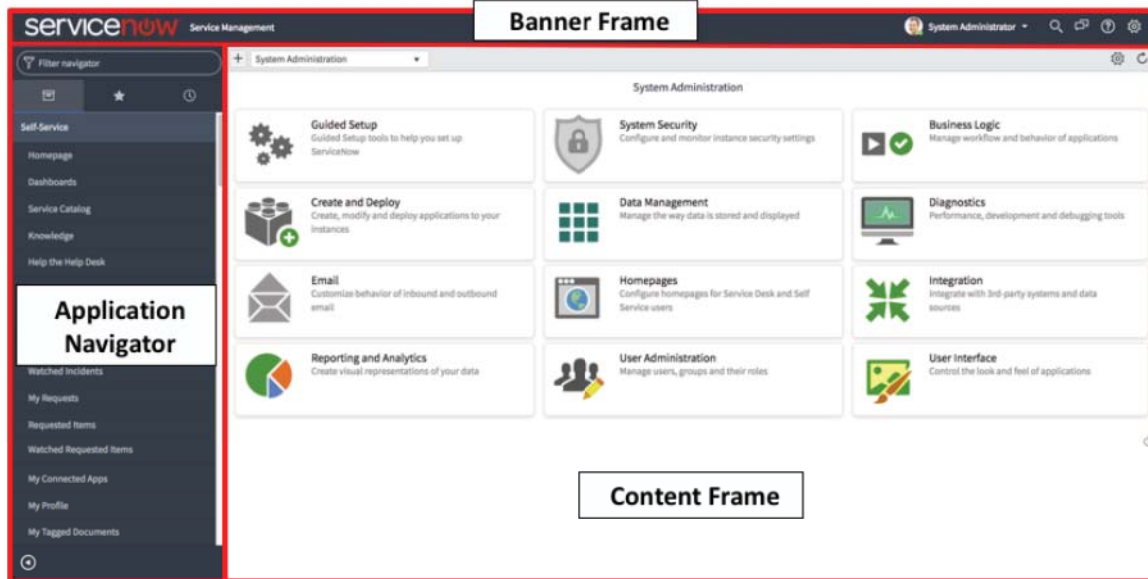 servicenow Service Management
Banner Frame
System Administrator
Filter navigator
System Administration
Self-Service
Homepage
Dashboards
Service Catalog
Knowledge
Help the Help Desk
Application
Navigator
Watched Incidents
My Requests
Requested Items
Watched Requested Items
My Connected Apps
My Profile
My Tagged Documents
System Administration
Guided Setup
Guided Setup tools to help you set up
ServiceNow
System Security
Configure and monitor instance security settings
Business Logic
Manage workflow and behavior of applications
Create and Deploy
Create, modify and deploy applications to your
instances
Data Management
Manage the way data is stored and displayed
Diagnostics
Performance, development and debugging tools
Email
Customize behavior of inbound and outbound
email
Homepages
Configure homepages for Service Desk and Self
Service users
Integration
Integrate with 3rd-party systems and data
sources
Reporting and Analytics
Create visual representations of your data
User Administration
Manage users, groups and their roles
User Interface
Control the look and feel of applications
Content Frame